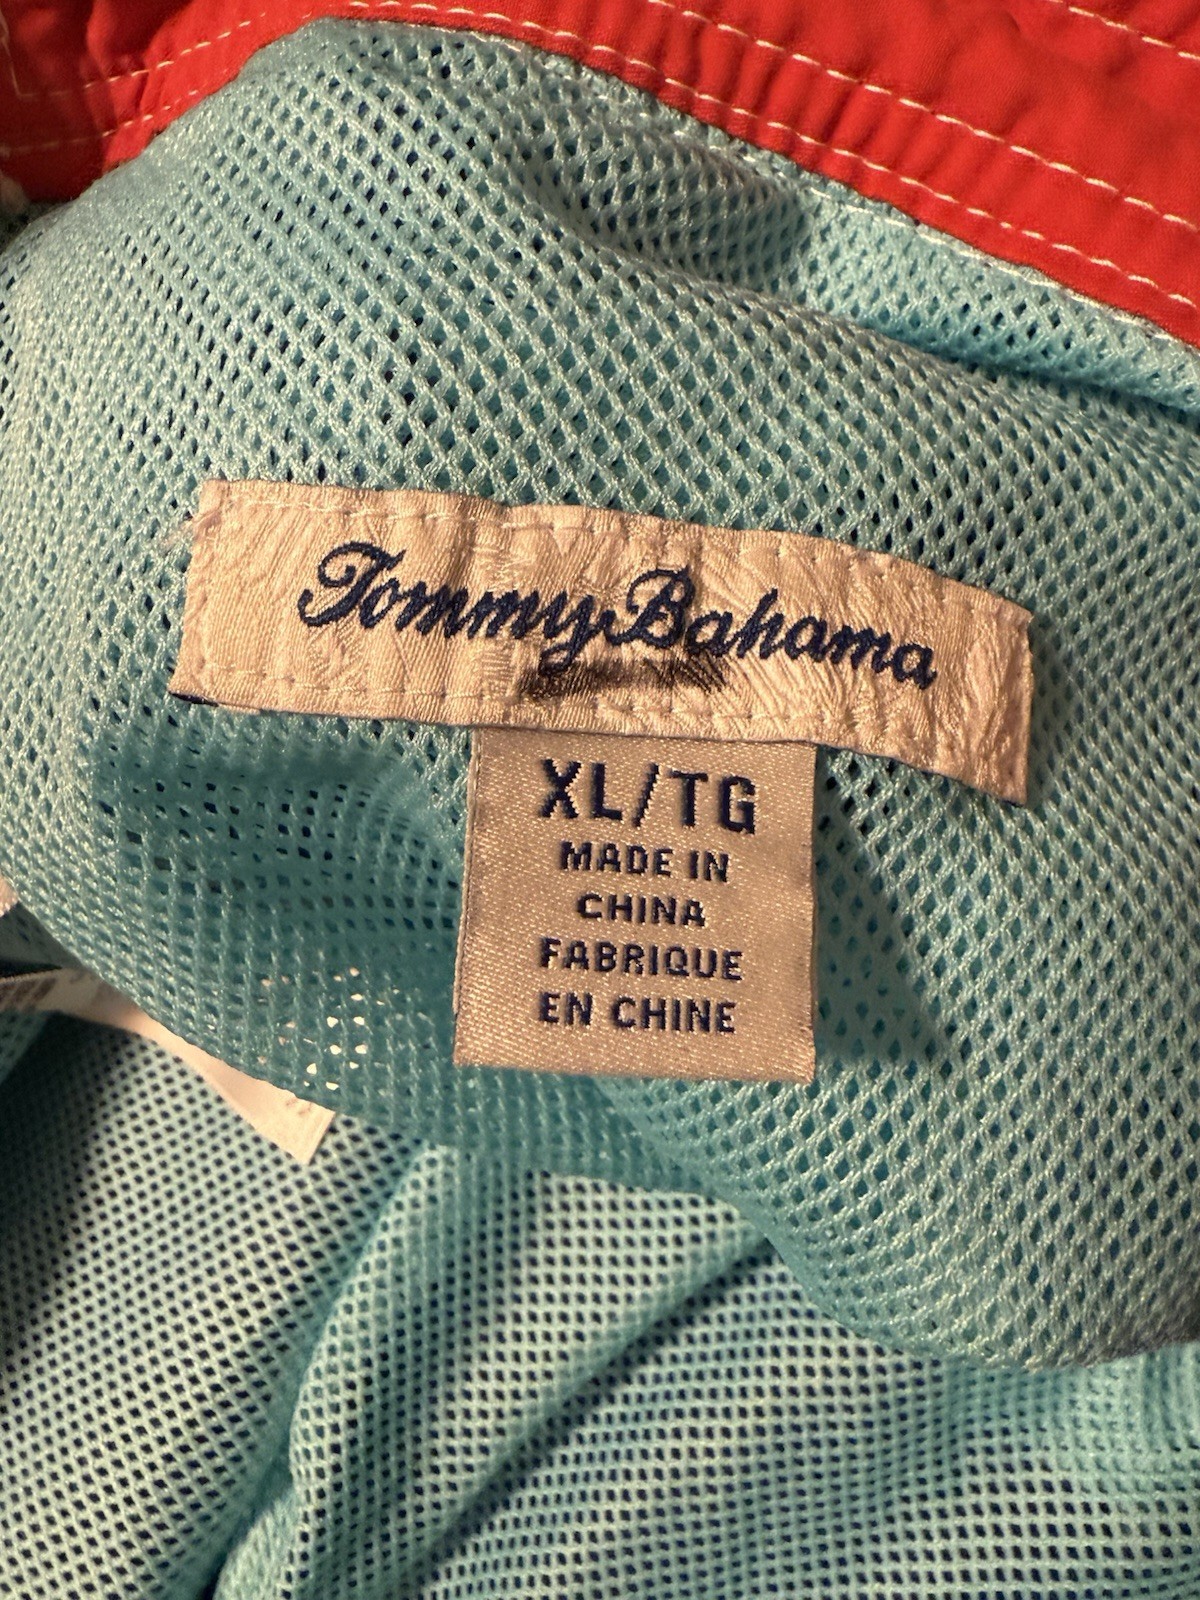 Tommy Bahama
XL/TG
MADE IN
CHINA
FABRIQUE
EN CHINE